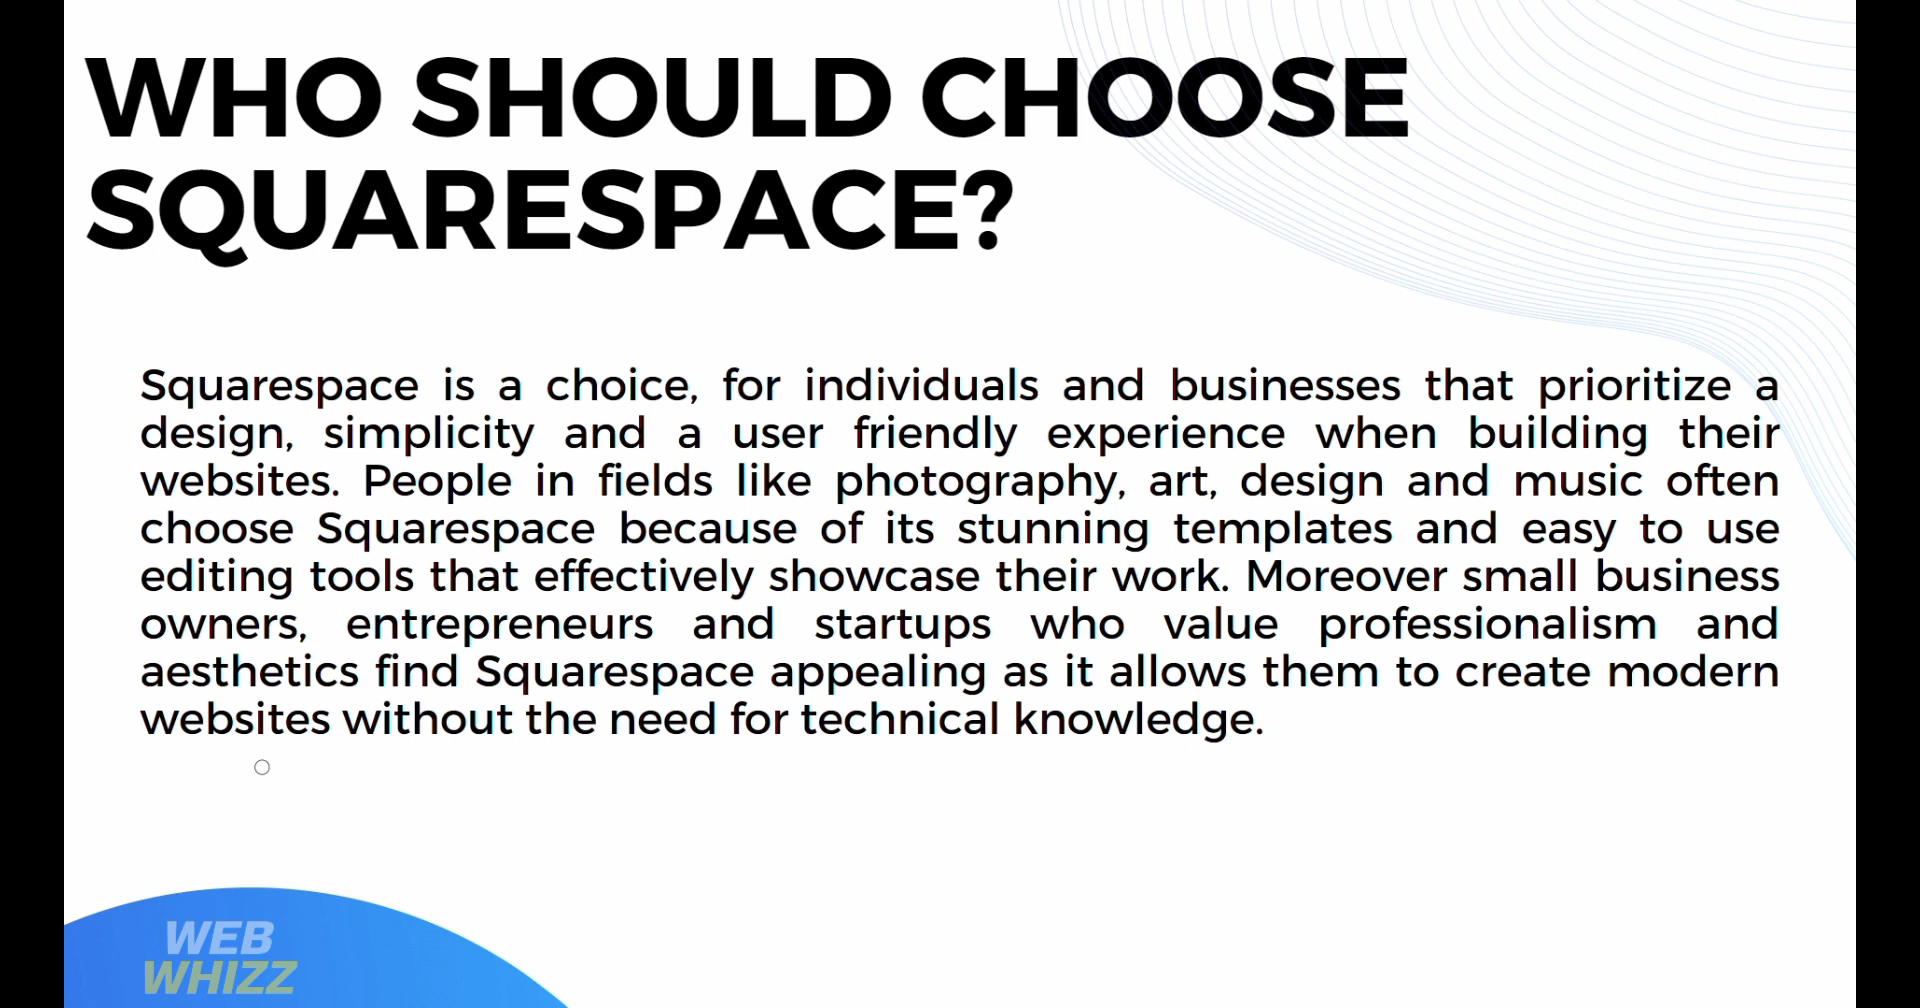 WHO SHOULD CHOOSE
SQUARESPACE?
Squarespace is a choice, for individuals and businesses that prioritize a
design, simplicity and a user friendly experience when building their
websites. People in fields like photography, art, design and music often
choose Squarespace because of its stunning templates and easy to use
editing tools that effectively showcase their work. Moreover small business
owners, entrepreneurs and startups who value professionalism and
aesthetics find Squarespace appealing as it allows them to create modern
websites without the need for technical knowledge.
WEB
WHIZZ